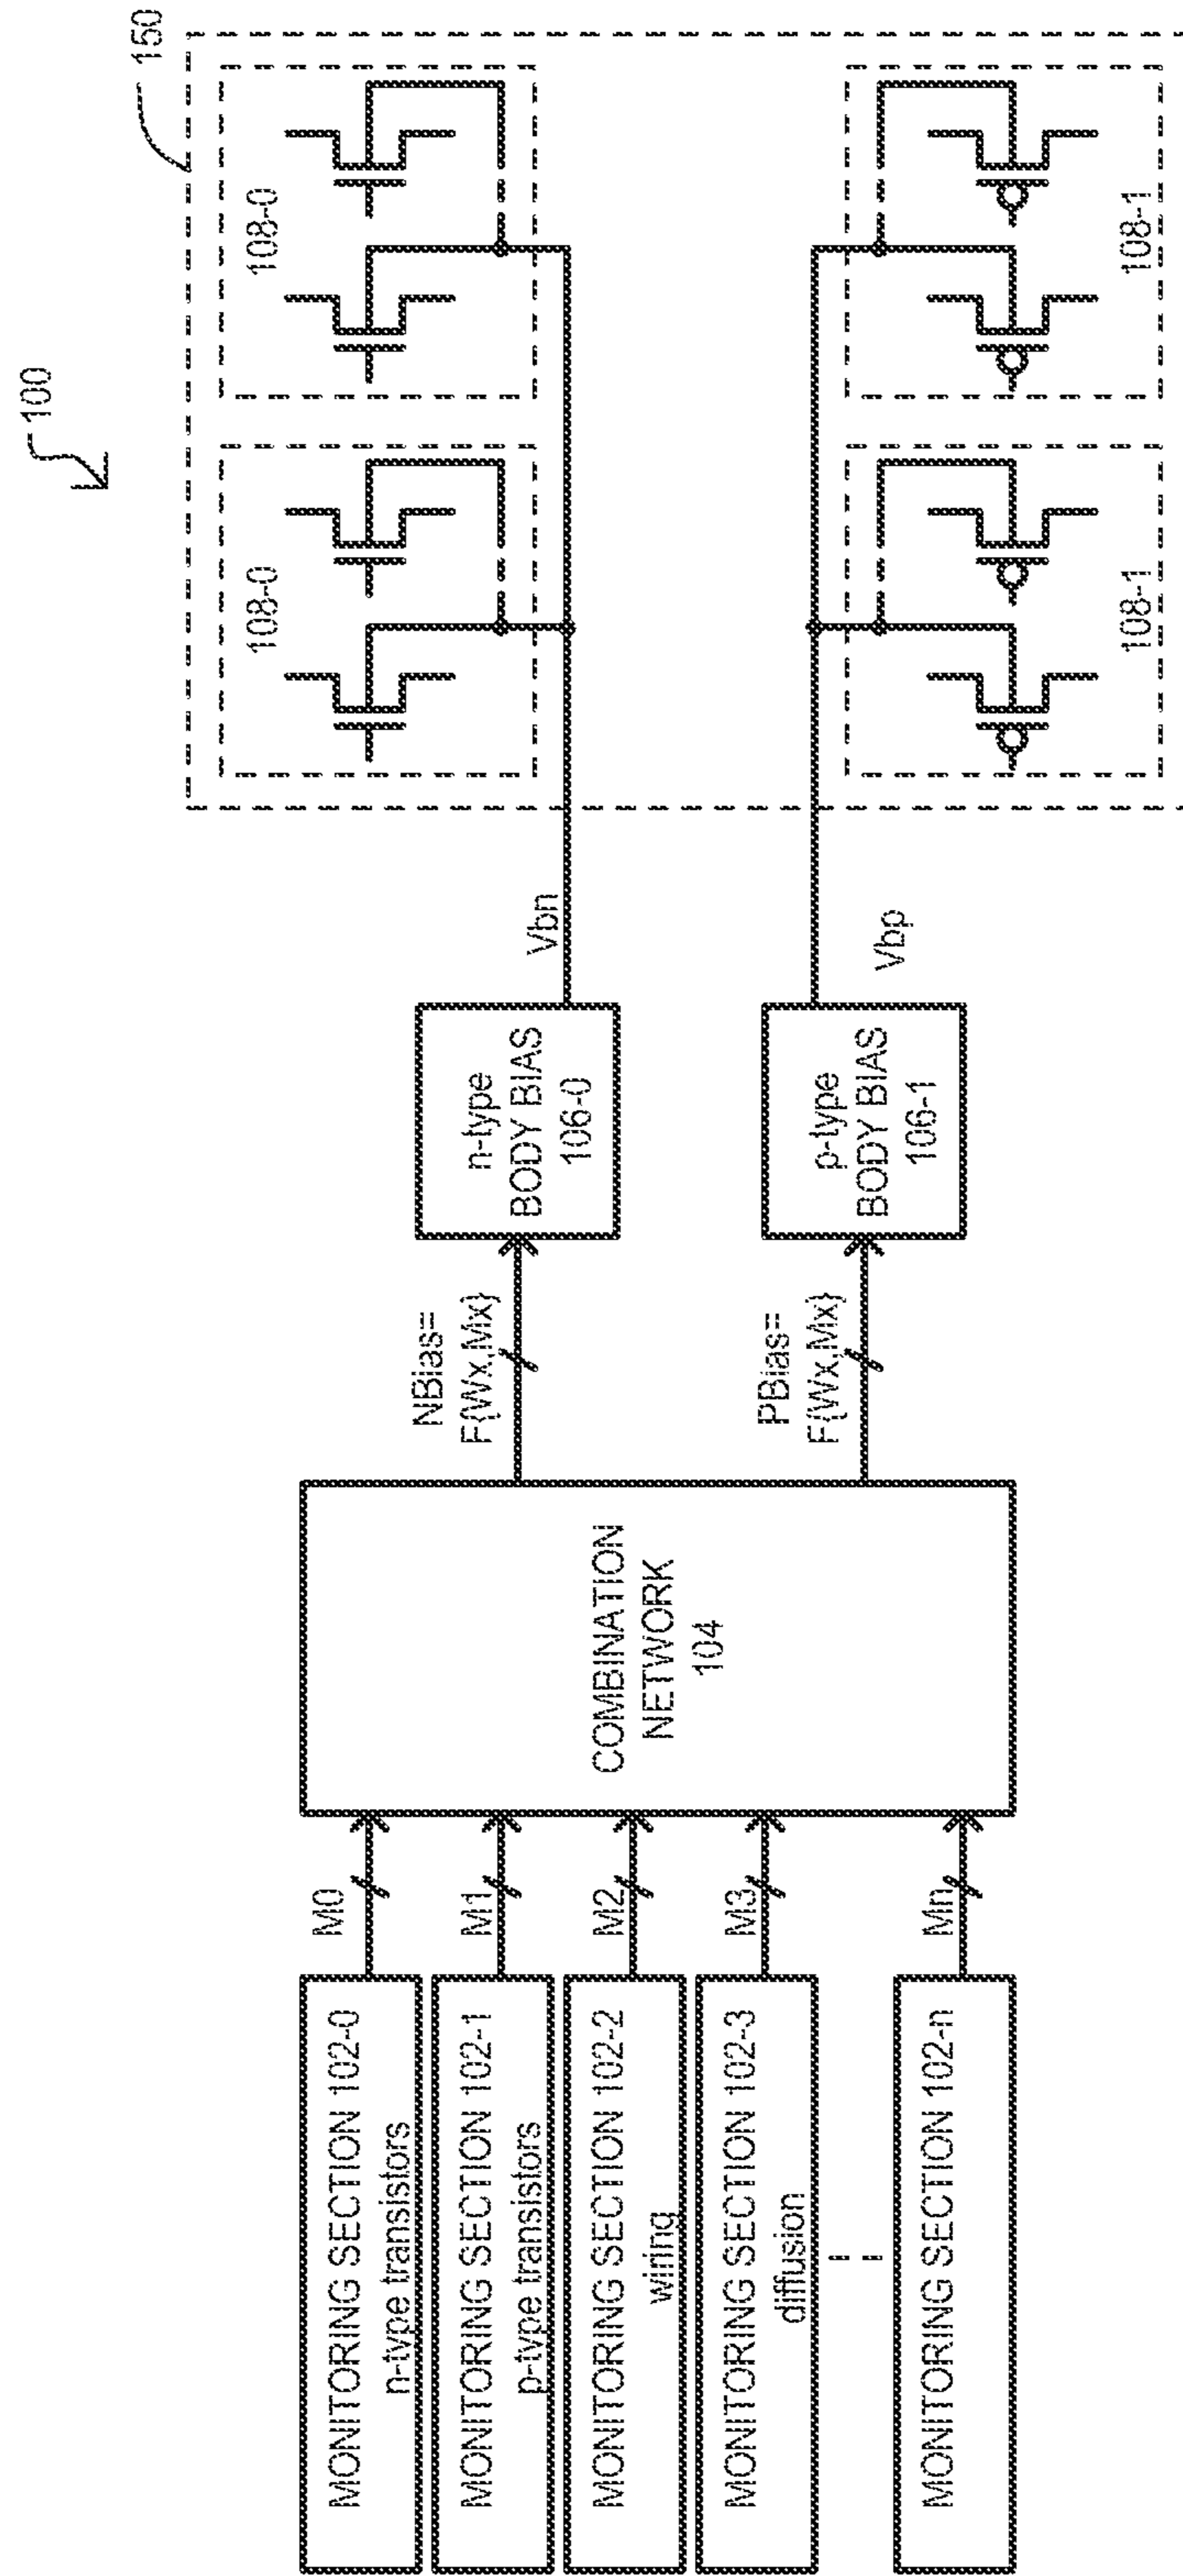 100
150
MONITORING SECTION 102-0
n-type transistors
M0
MONITORING SECTION 102-1
p-type transistors
M1
MONITORING SECTION 102-2
wiring
M2
MONITORING SECTION 102-3
diffusion
M3
MONITORING SECTION 102-n
Mn
COMBINATION
NETWORK
104
NBias=
F{Wx,Mx}
PBias=
F{Wx,Mx}
n-type
BODY BIAS
106-0
p-type
BODY BIAS
106-1
Vbn
Vbp
108-0
108-0
108-1
108-1